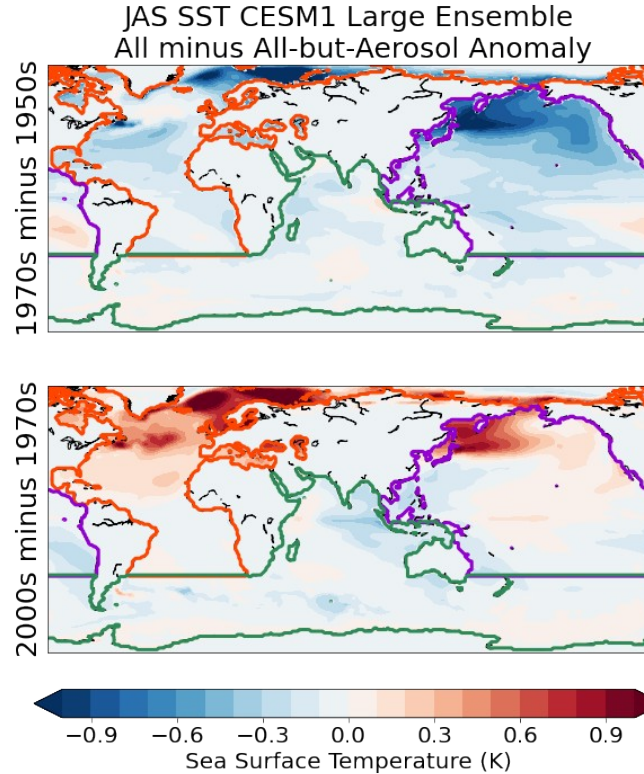 JAS SST CESM1 Large Ensemble
All minus All-but-Aerosol Anomaly
1970s minus 1950s
2000s minus 1970s
−0.9 −0.6 −0.3 0.0 0.3 0.6 0.9
Sea Surface Temperature (K)